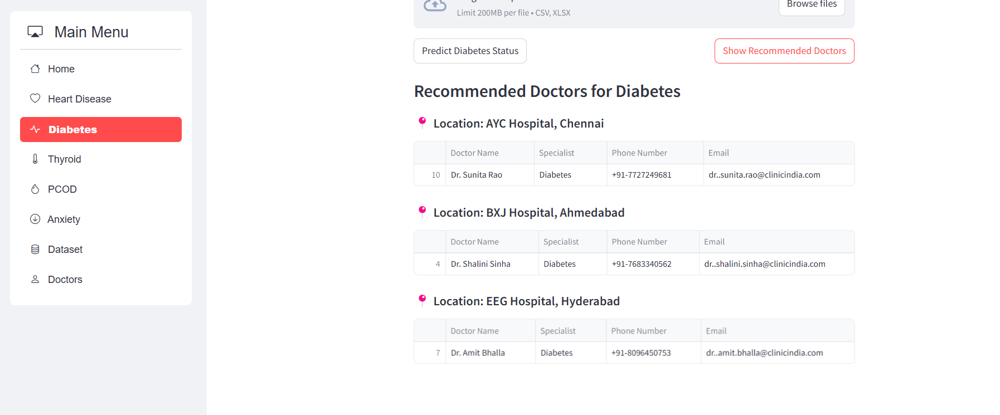 Main Menu
Home
Heart Disease
Diabetes
Thyroid
PCOD
Anxiety
Dataset
Doctors
Limit 200MB per file • CSV, XLSX
Browse files
Predict Diabetes Status
Show Recommended Doctors
Recommended Doctors for Diabetes
Location: AYC Hospital, Chennai
Doctor Name Specialist Phone Number Email
10 Dr. Sunita Rao Diabetes +91-7727249681 dr..sunita.rao@clinicindia.com
Location: BXJ Hospital, Ahmedabad
Doctor Name Specialist Phone Number Email
4 Dr. Shalini Sinha Diabetes +91-7683340562 dr..shalini.sinha@clinicindia.com
Location: EEG Hospital, Hyderabad
Doctor Name Specialist Phone Number Email
7 Dr. Amit Bhalla Diabetes +91-8096450753 dr..amit.bhalla@clinicindia.com